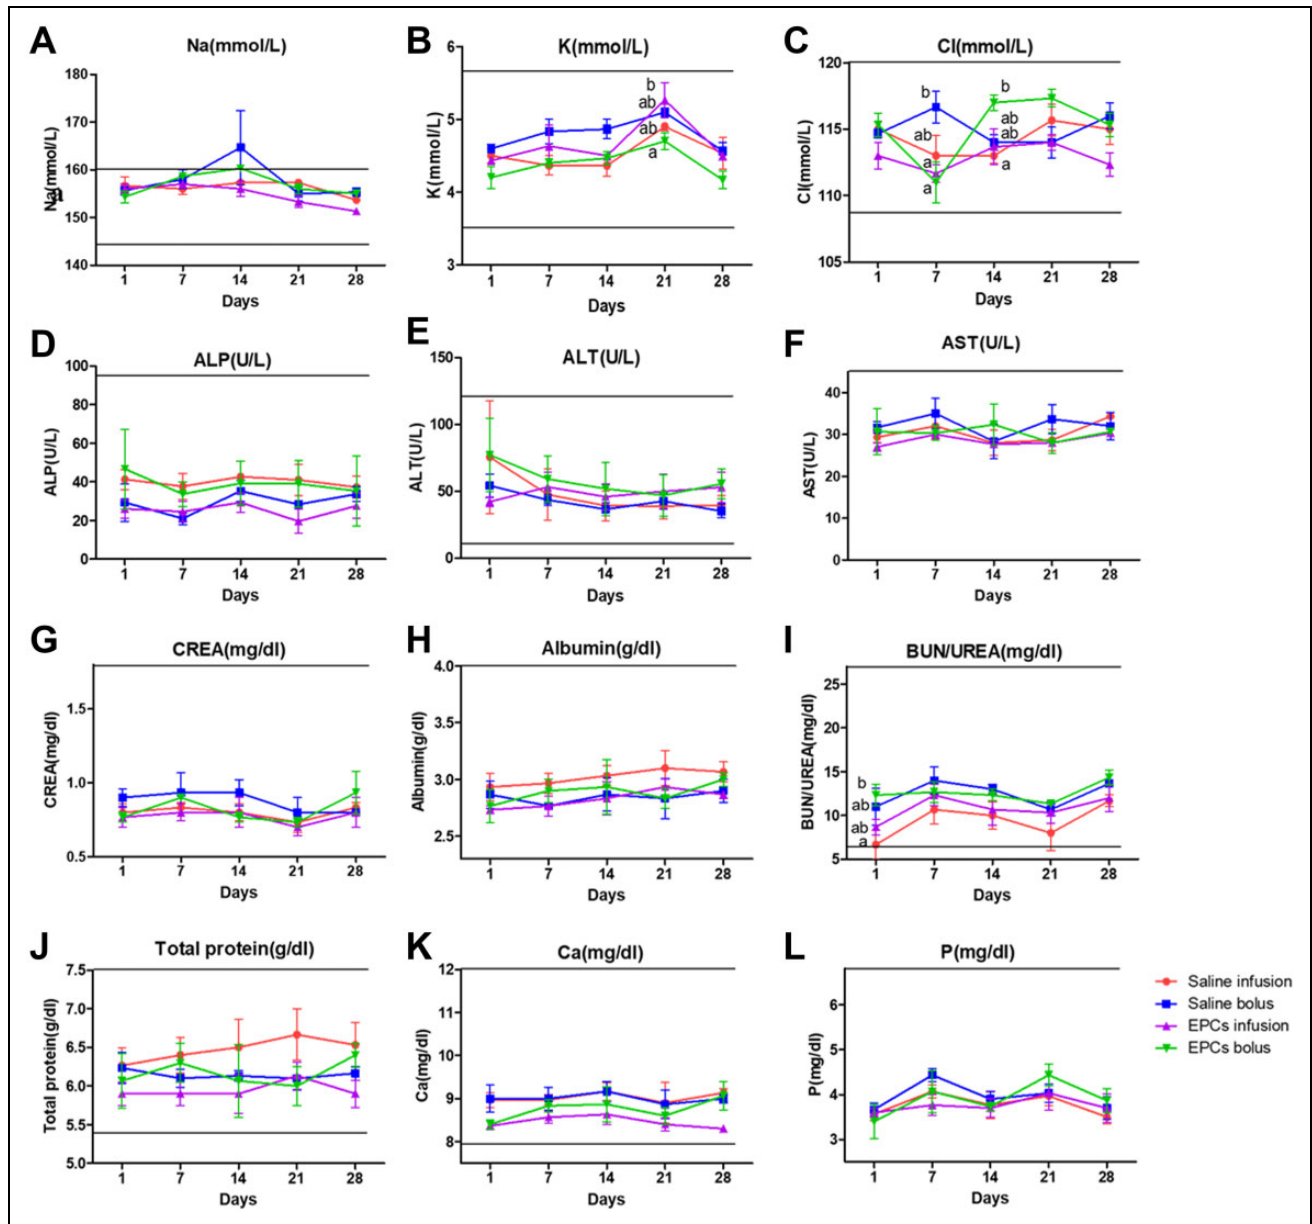 A
Na(mmol/L)
180
170
160
150
140
Na(mmol/L)
a
1 7 14 21 28
Days
B
K(mmol/L)
6
5
4
3
K(mmol/L)
b
ab
ab
a
1 7 14 21 28
Days
C
Cl(mmol/L)
120
115
110
105
Cl(mmol/L)
b
ab
a
a
b
ab
ab
a
1 7 14 21 28
Days
D
ALP(U/L)
100
80
60
40
20
0
ALP(U/L)
1 7 14 21 28
Days
E
ALT(U/L)
150
100
50
0
ALT(U/L)
1 7 14 21 28
Days
F
AST(U/L)
40
30
20
10
0
AST(U/L)
1 7 14 21 28
Days
G
CREA(mg/dl)
1.5
1.0
0.5
CREA(mg/dl)
1 7 14 21 28
Days
H
Albumin(g/dl)
4.0
3.5
3.0
2.5
Albumin(g/dl)
1 7 14 21 28
Days
I
BUN/UREA(mg/dl)
25
20
15
10
5
BUN/UREA(mg/dl)
b
ab
ab
a
1 7 14 21 28
Days
J
Total protein(g/dl)
7.5
7.0
6.5
6.0
5.5
5.0
Total protein(g/dl)
1 7 14 21 28
Days
K
Ca(mg/dl)
12
11
10
9
8
Ca(mg/dl)
1 7 14 21 28
Days
L
P(mg/dl)
6
5
4
3
P(mg/dl)
1 7 14 21 28
Days
Saline infusion
Saline bolus
EPCs infusion
EPCs bolus